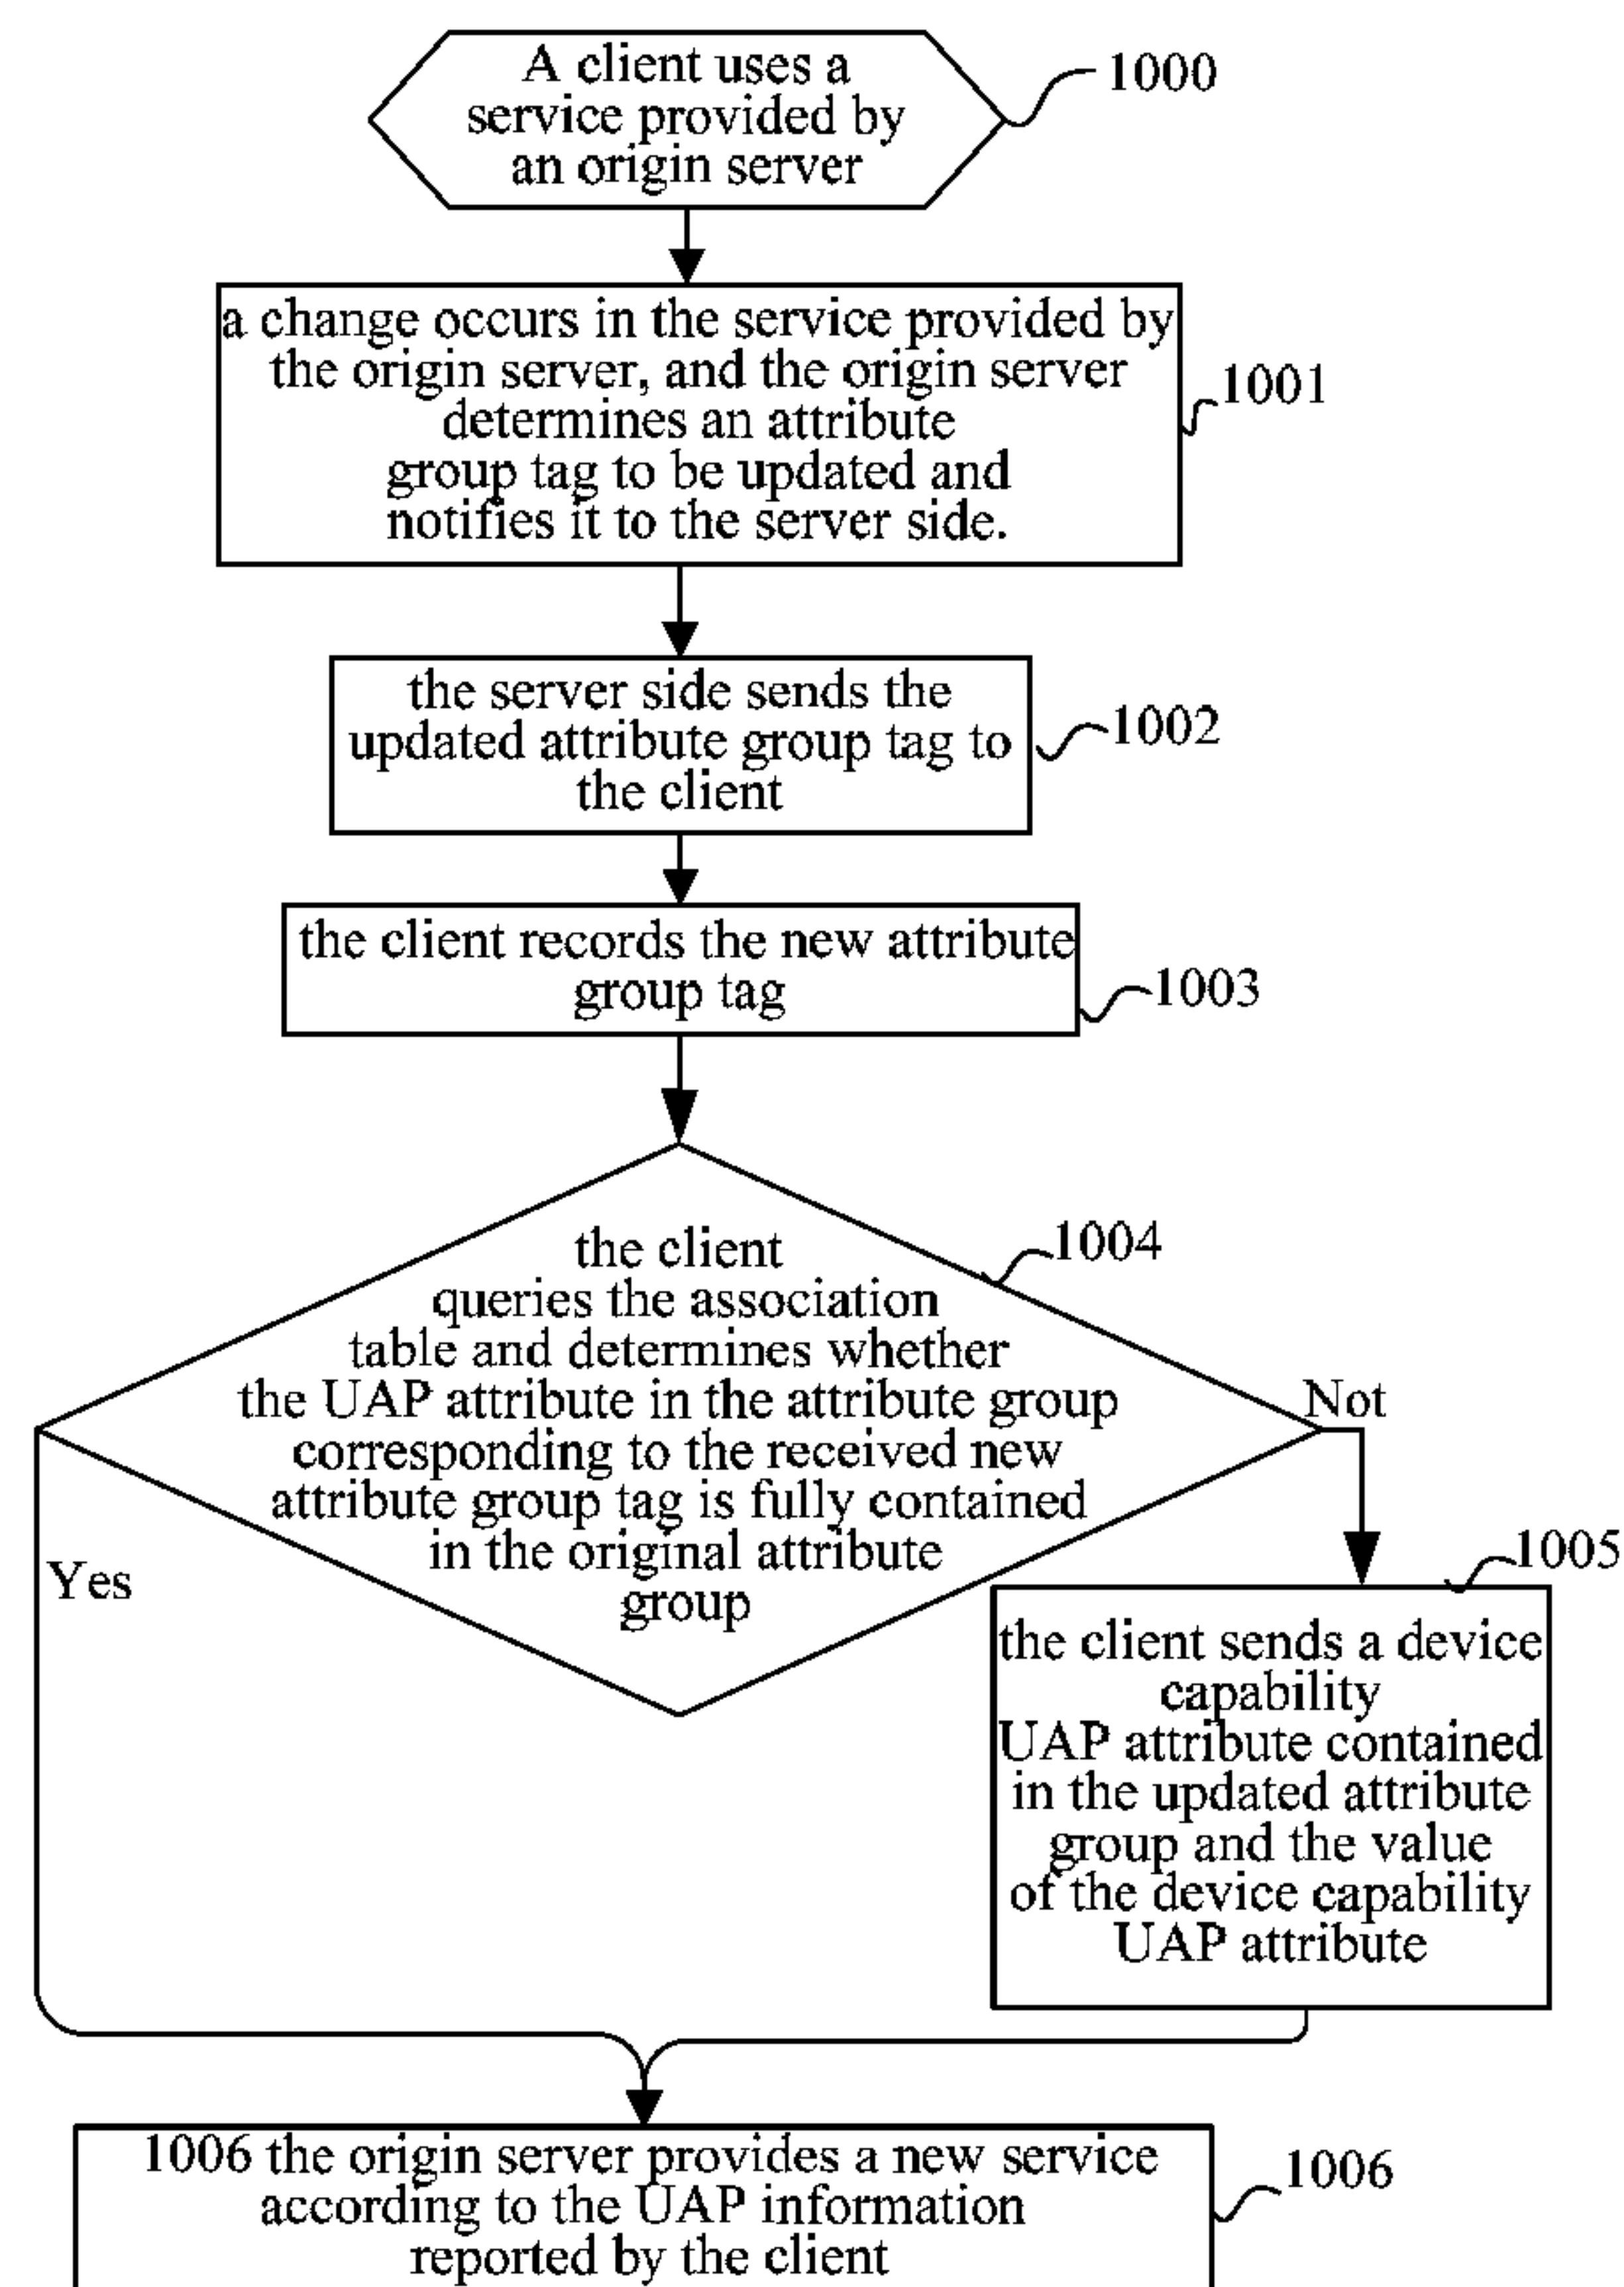 A client uses a
service provided by
an origin server
1000
a change occurs in the service provided by
the origin server, and the origin server
determines an attribute
group tag to be updated and
notifies it to the server side.
1001
the server side sends the
updated attribute group tag to
the client
1002
the client records the new attribute
group tag
1003
the client
queries the association
table and determines whether
the UAP attribute in the attribute group
corresponding to the received new
attribute group tag is fully contained
in the original attribute
group
1004
Not
Yes
1005
the client sends a device
capability
UAP attribute contained
in the updated attribute
group and the value
of the device capability
UAP attribute
1006 the origin server provides a new service
according to the UAP information
reported by the client
1006